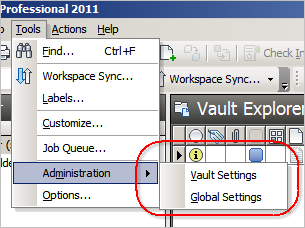 Professional 2011
Tools Actions Help
Find... Ctrl+F
Check In
Workspace Sync...
Workspace Sync...
Labels...
Vault Explorer
Customize...
Job Queue...
Administration
Vault Settings
Options...
Global Settings